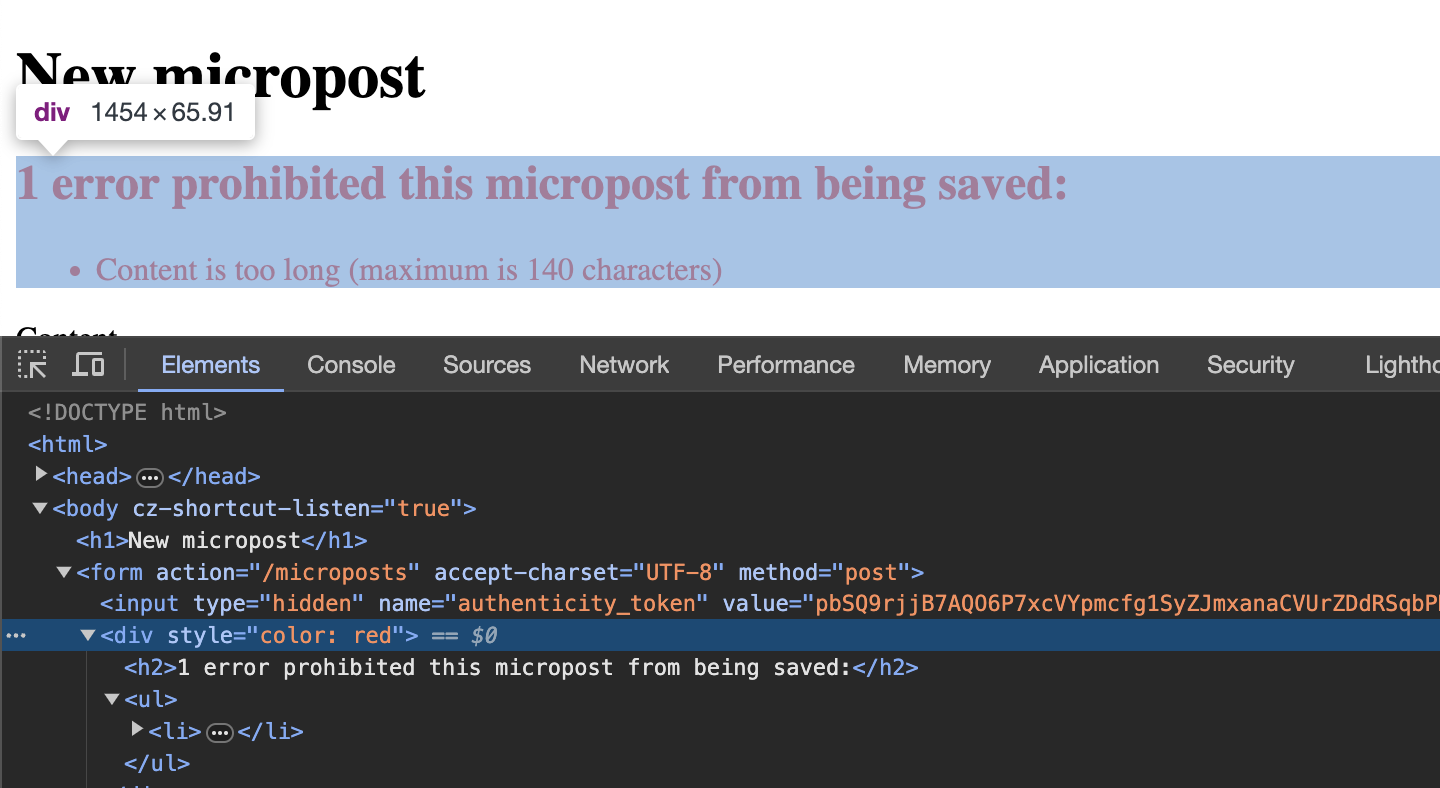 New micropost
div 1454 × 65.91
1 error prohibited this micropost from being saved:
• Content is too long (maximum is 140 characters)
Content
Elements Console Sources Network Performance Memory Application Security
<!DOCTYPE html>
<html>
<head> ••• </head>
<body cz-shortcut-listen="true">
<h1>New micropost</h1>
<form action="/microposts" accept-charset="UTF-8" method="post">
<input type="hidden" name="authenticity_token" value="pbSQ9rjjB7AQO6P7xcVYpmcfg1SyZJmxanaCVUrZDdRSqbP
••• <div style="color: red"> == $0
<h2>1 error prohibited this micropost from being saved:</h2>
<ul>
<li> ••• </li>
</ul>